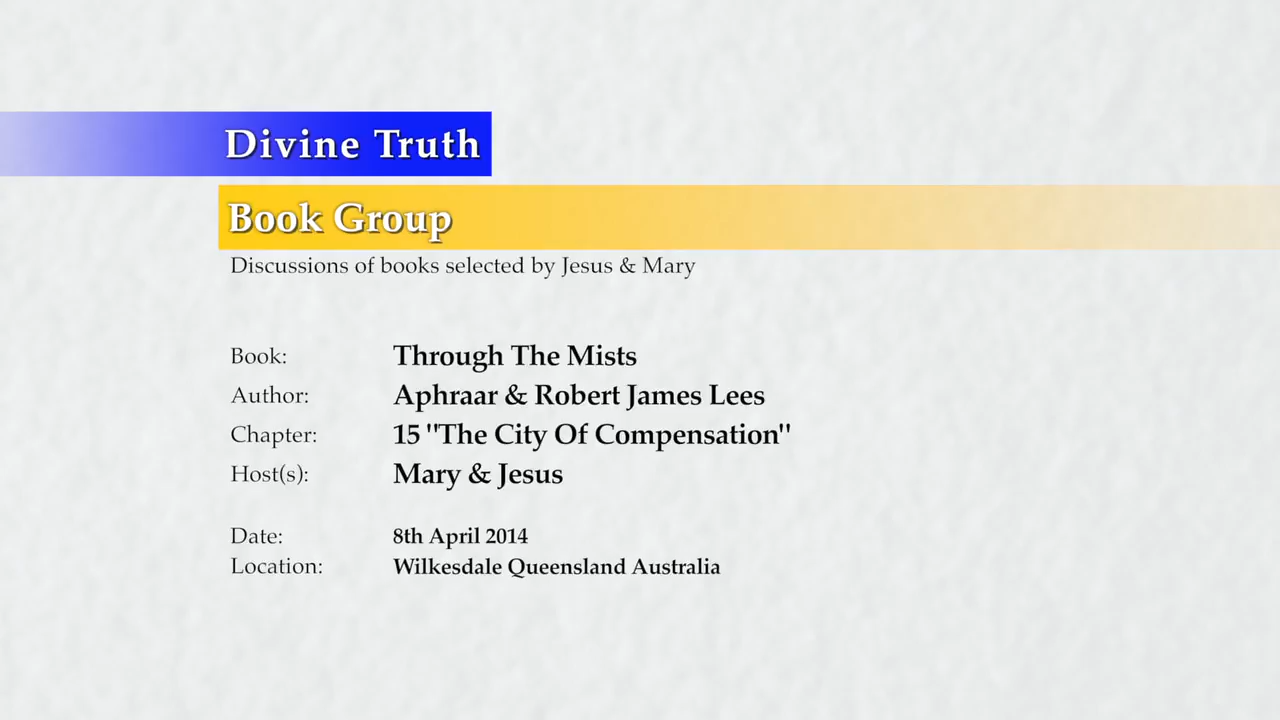 Divine Truth
Book Group
Discussions of books selected by Jesus & Mary
Book: Through The Mists
Author: Aphraar & Robert James Lees
Chapter: 15 "The City Of Compensation"
Host(s): Mary & Jesus
Date: 8th April 2014
Location: Wilkesdale Queensland Australia